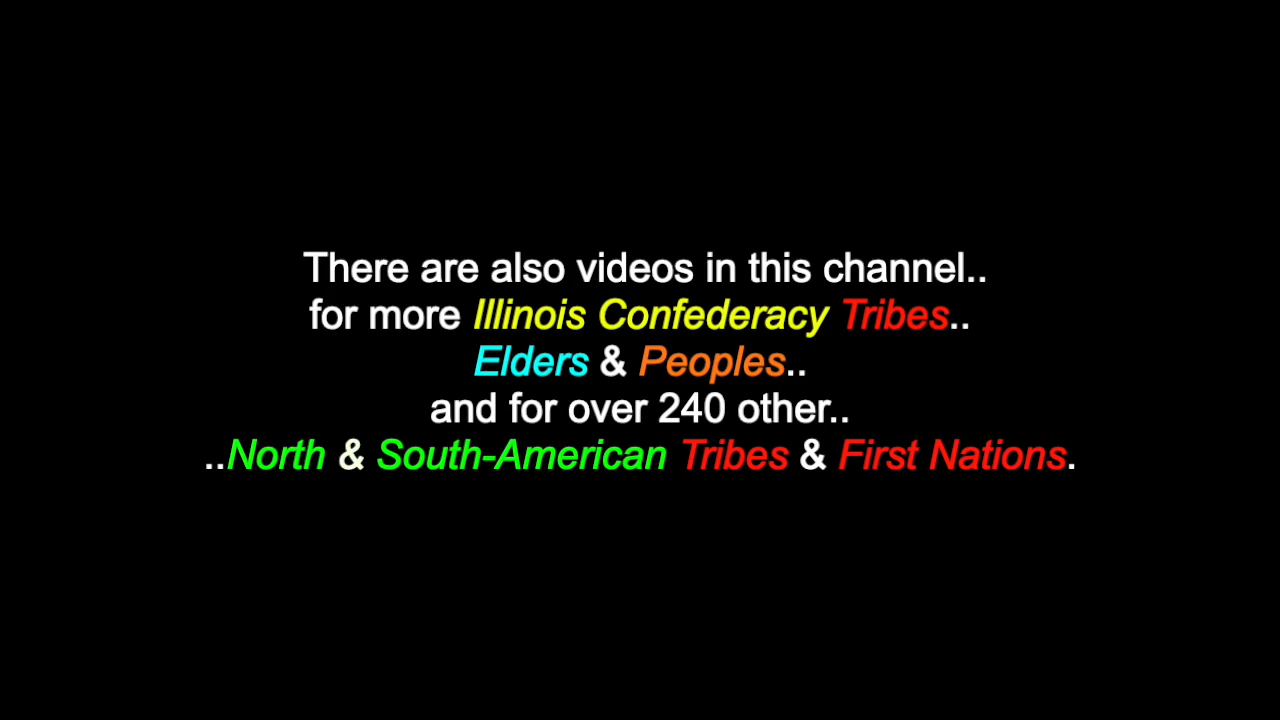 There are also videos in this channel..
for more Illinois Confederacy Tribes..
Elders & Peoples..
and for over 240 other..
..North & South-American Tribes & First Nations.